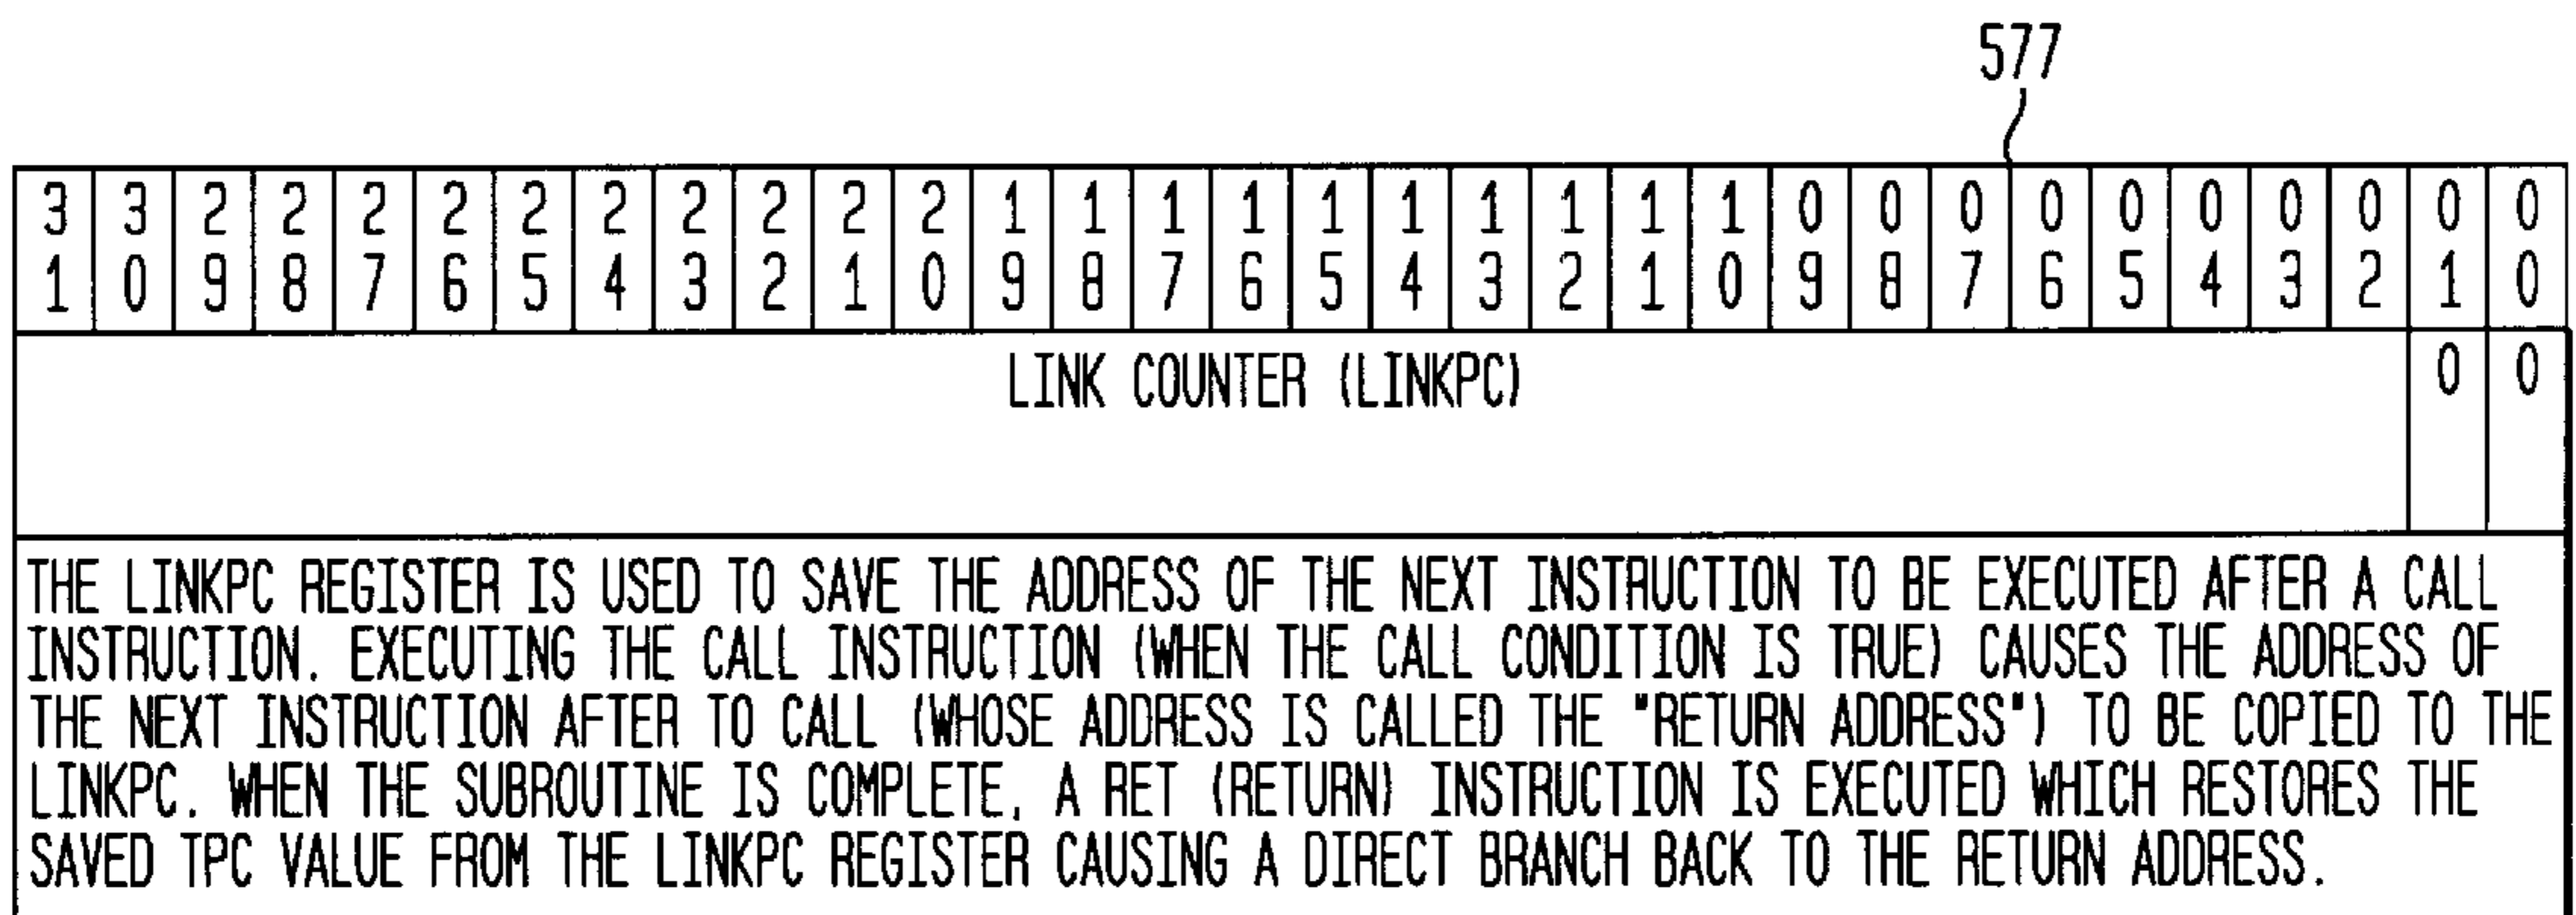 577
3 3 2 2 2 2 2 2 2 2 2 2 1 1 1 1 1 1 1 1 1 1 0 0 0 0 0 0 0 0 0 0
1 0 9 8 7 6 5 4 3 2 1 0 9 8 7 6 5 4 3 2 1 0 9 8 7 6 5 4 3 2 1 0
LINK COUNTER (LINKPC) 0 0
THE LINKPC REGISTER IS USED TO SAVE THE ADDRESS OF THE NEXT INSTRUCTION TO BE EXECUTED AFTER A CALL
INSTRUCTION. EXECUTING THE CALL INSTRUCTION (WHEN THE CALL CONDITION IS TRUE) CAUSES THE ADDRESS OF
THE NEXT INSTRUCTION AFTER TO CALL (WHOSE ADDRESS IS CALLED THE "RETURN ADDRESS") TO BE COPIED TO THE
LINKPC. WHEN THE SUBROUTINE IS COMPLETE, A RET (RETURN) INSTRUCTION IS EXECUTED WHICH RESTORES THE
SAVED TPC VALUE FROM THE LINKPC REGISTER CAUSING A DIRECT BRANCH BACK TO THE RETURN ADDRESS.